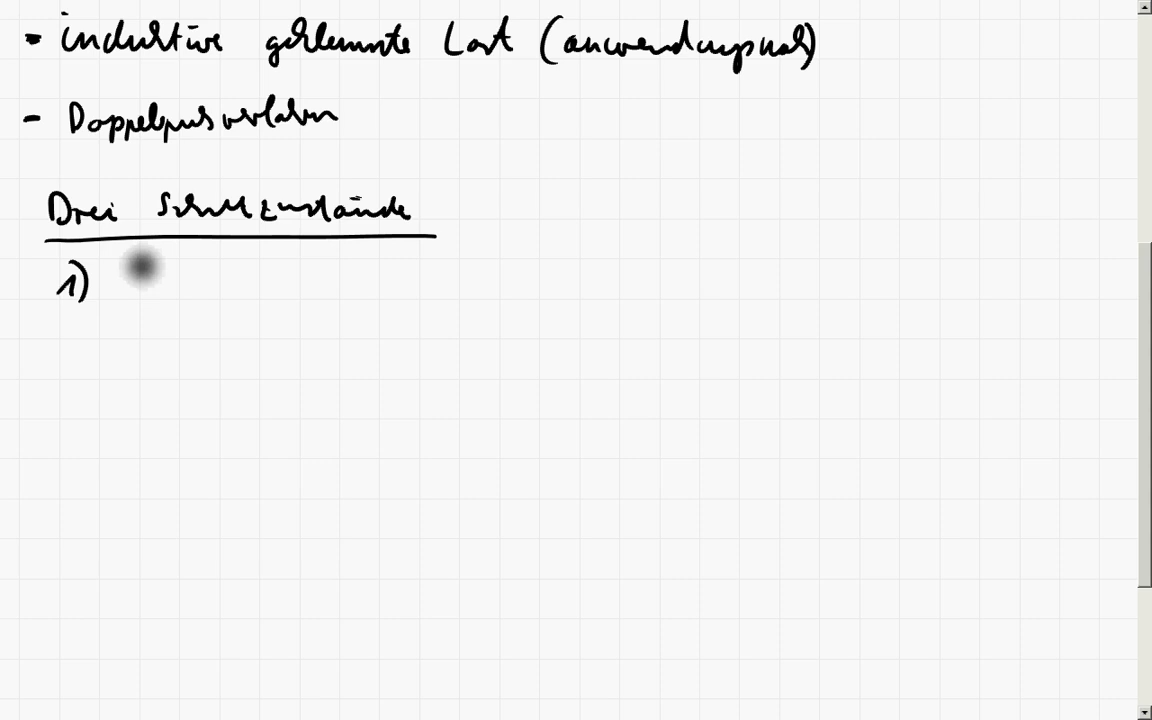 - induktive geklemmte Last (anwendungsnah)
- Doppelpulsverfahren
Drei Schaltzustände
1)